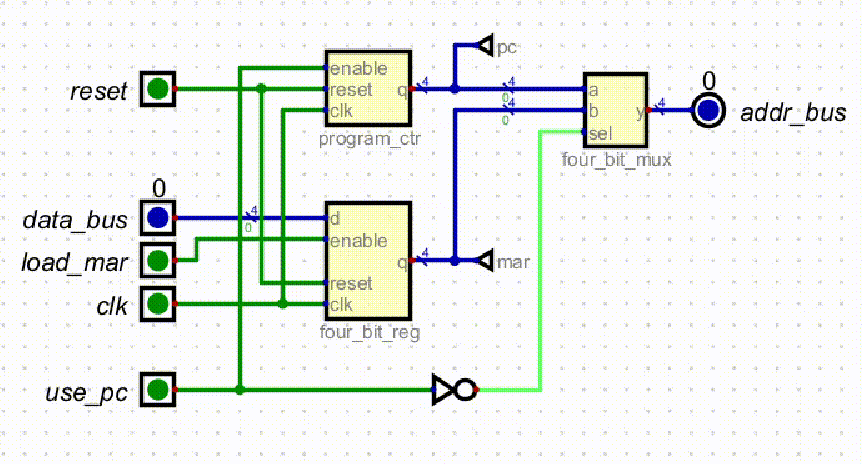 pc
enable
reset
reset
q
4
4
0
a
0
clk
4
0
b
y
4
addr_bus
program_ctr
sel
four_bit_mux
0
data_bus
4
0
d
load_mar
enable
q
4
mar
reset
clk
clk
four_bit_reg
use_pc